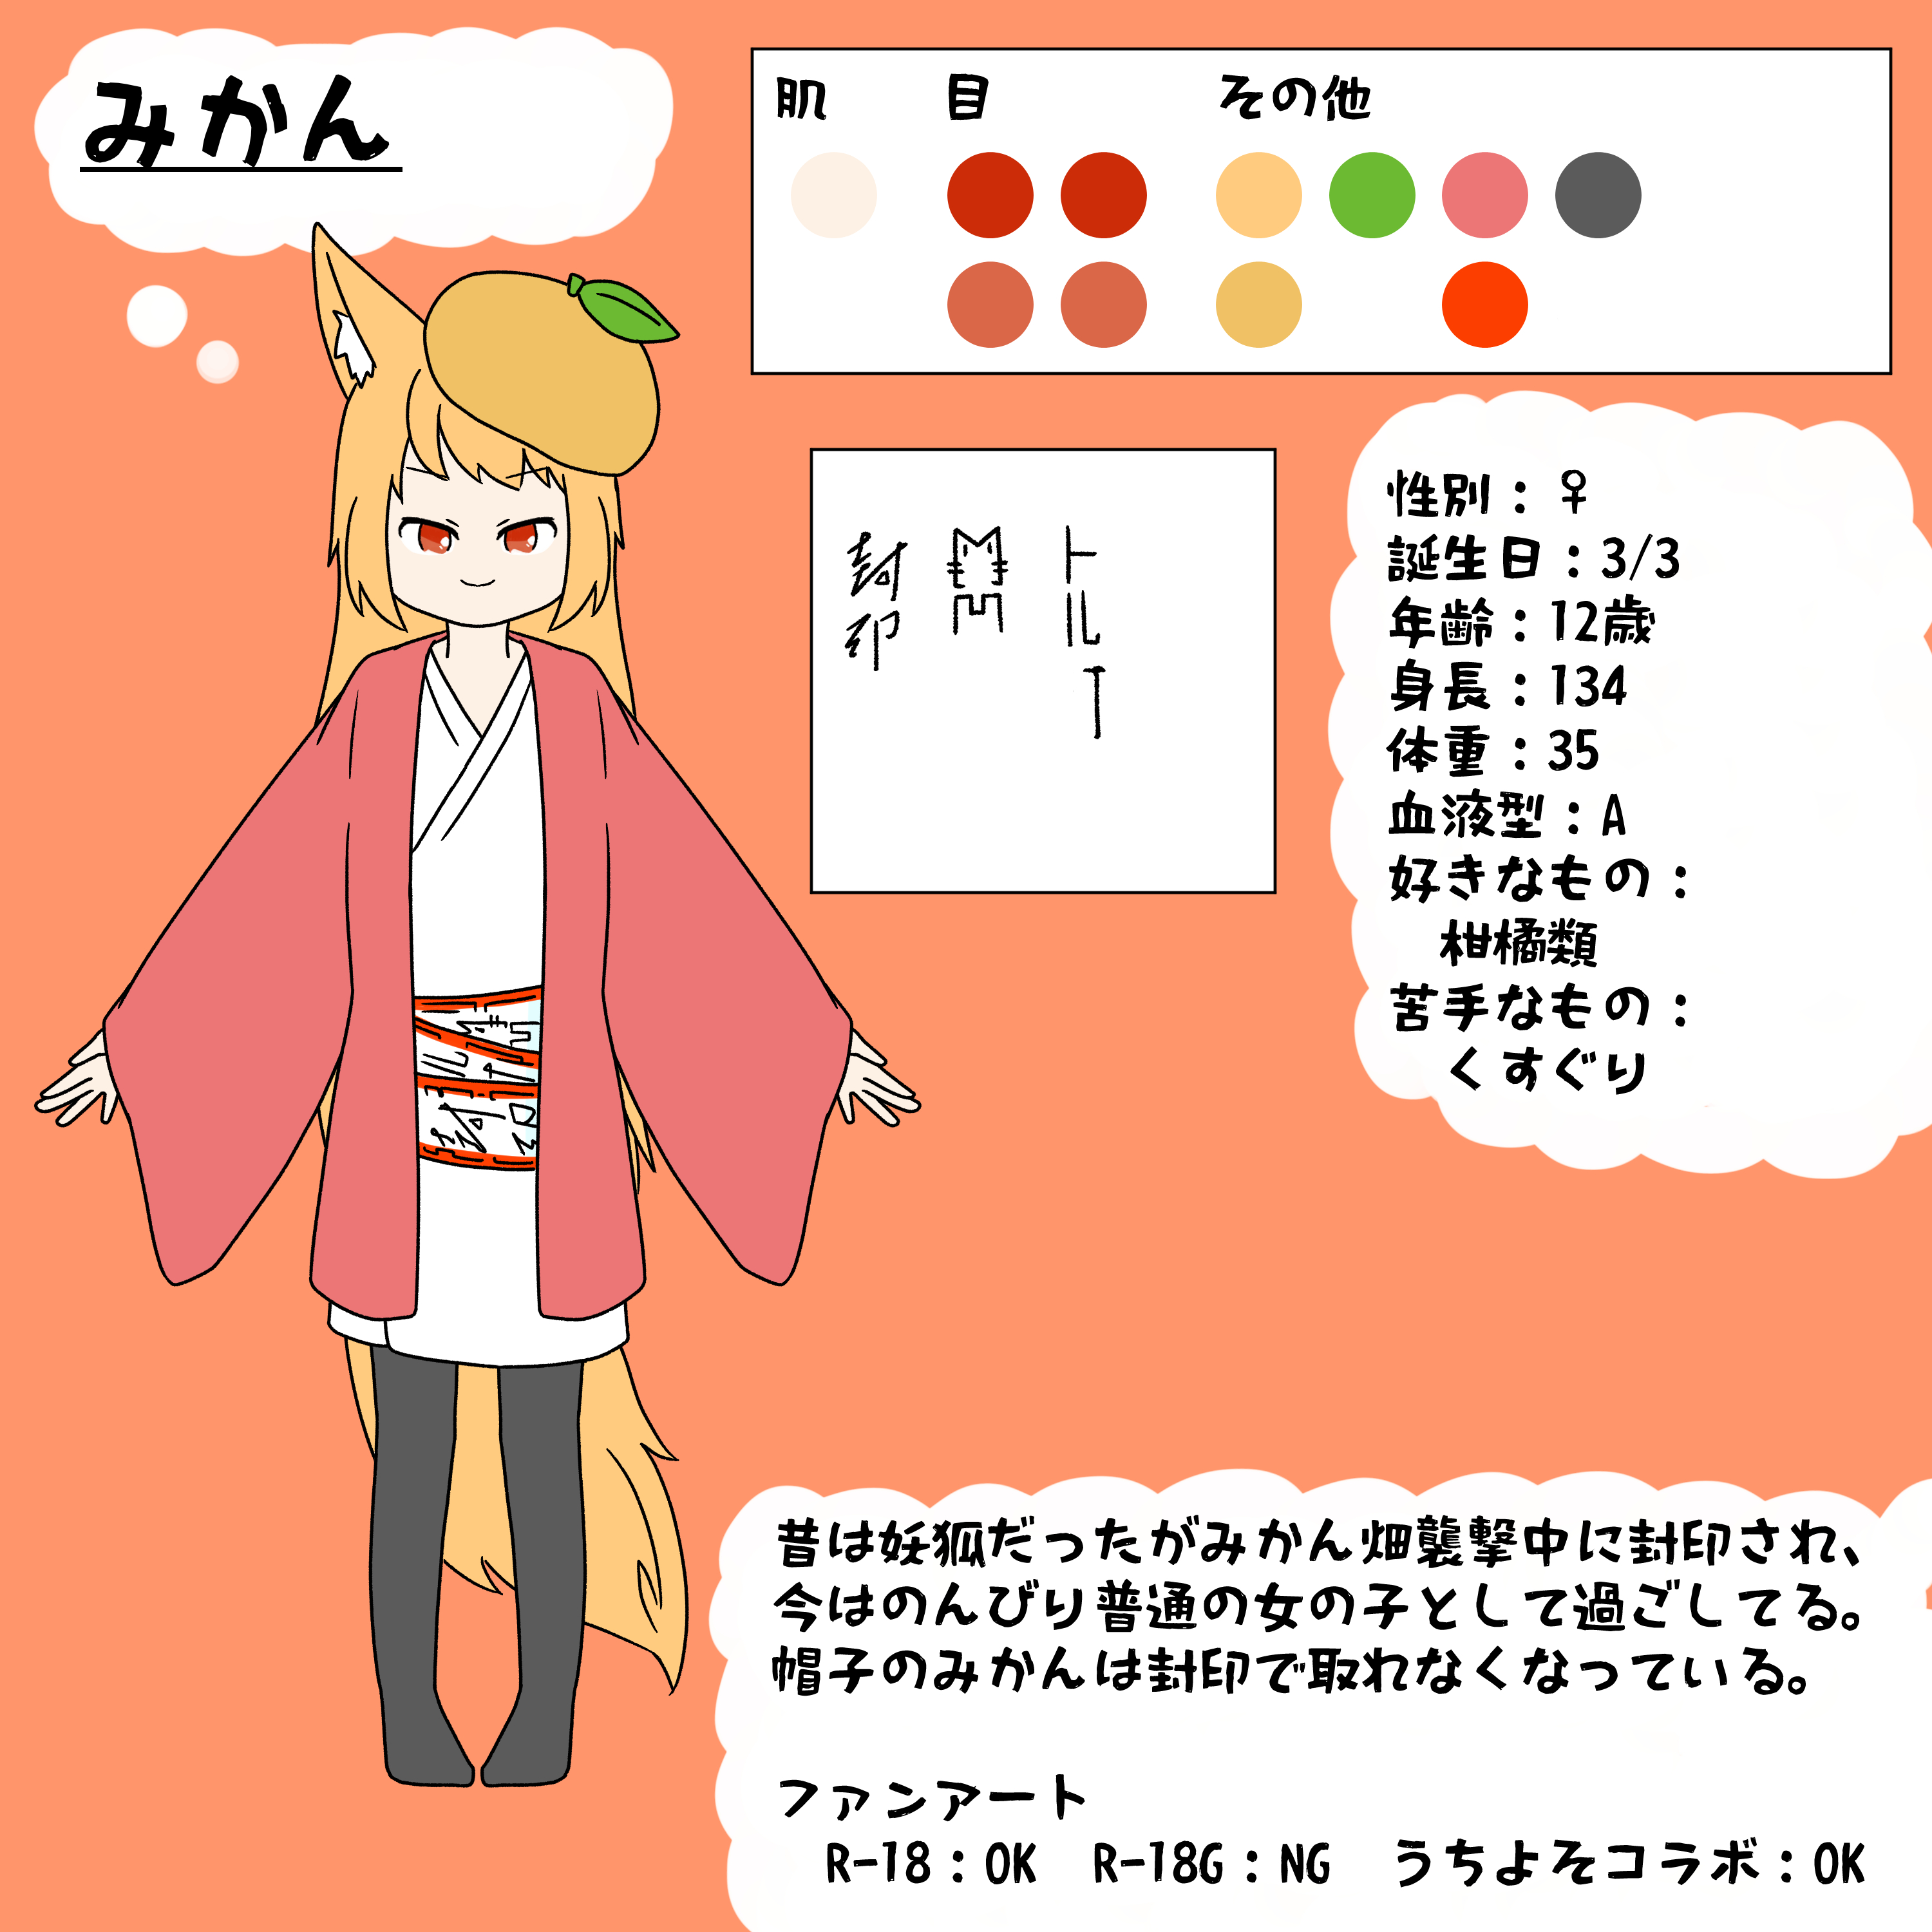 みかん
肌 目 その他
性別：♀
誕生日：3/3
年齢：12歳
身長：134
体重：35
血液型：A
好きなもの：
柑橘類
苦手なもの：
くすぐり
昔は妖狐だったがみかん畑襲撃中に封印され、
今はのんびり普通の女の子として過ごしてる。
帽子のみかんは封印で取れなくなっている。
ファンアート
R-18：OK R-18G：NG うちよそコラボ：OK